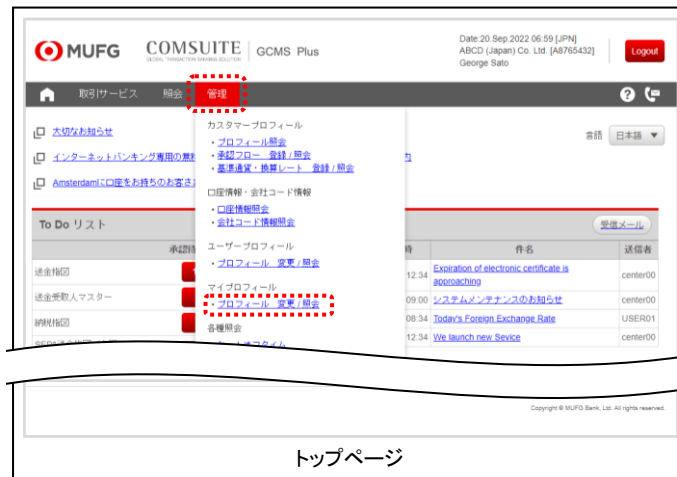 MUFG COMSUITE GCMS Plus
GLOBAL TRANSACTION BANKING SOLUTION
Date:20.Sep.2022 06:59 [JPN]
ABCD (Japan) Co. Ltd. [A8765432]
George Sato
Logout
取引サービス 照会 管理
大切なお知らせ
言語 日本語 ▼
インターネットバンキング専用の無料
Amsterdamに口座をお持ちのお客さ
カスタマープロフィール
・プロフィール照会
・承認フロー 登録 / 照会
・基準通貨・換算レート 登録 / 照会
口座情報・会社コード情報
・口座情報照会
・会社コード情報照会
ユーザープロフィール
・プロフィール 変更 / 照会
マイプロフィール
・プロフィール 変更 / 照会
各種照会
To Do リスト
受信メール
件名 送信者
送金指図
12:34 Expiration of electronic certificate is approaching center00
送金受取人マスター
09:00 システムメンテナンスのお知らせ center00
納税指図
08:34 Today's Foreign Exchange Rate USER01
12:34 We launch new Sevice center00
Copyright © MUFG Bank, Ltd. All rights reserved.
トップページ